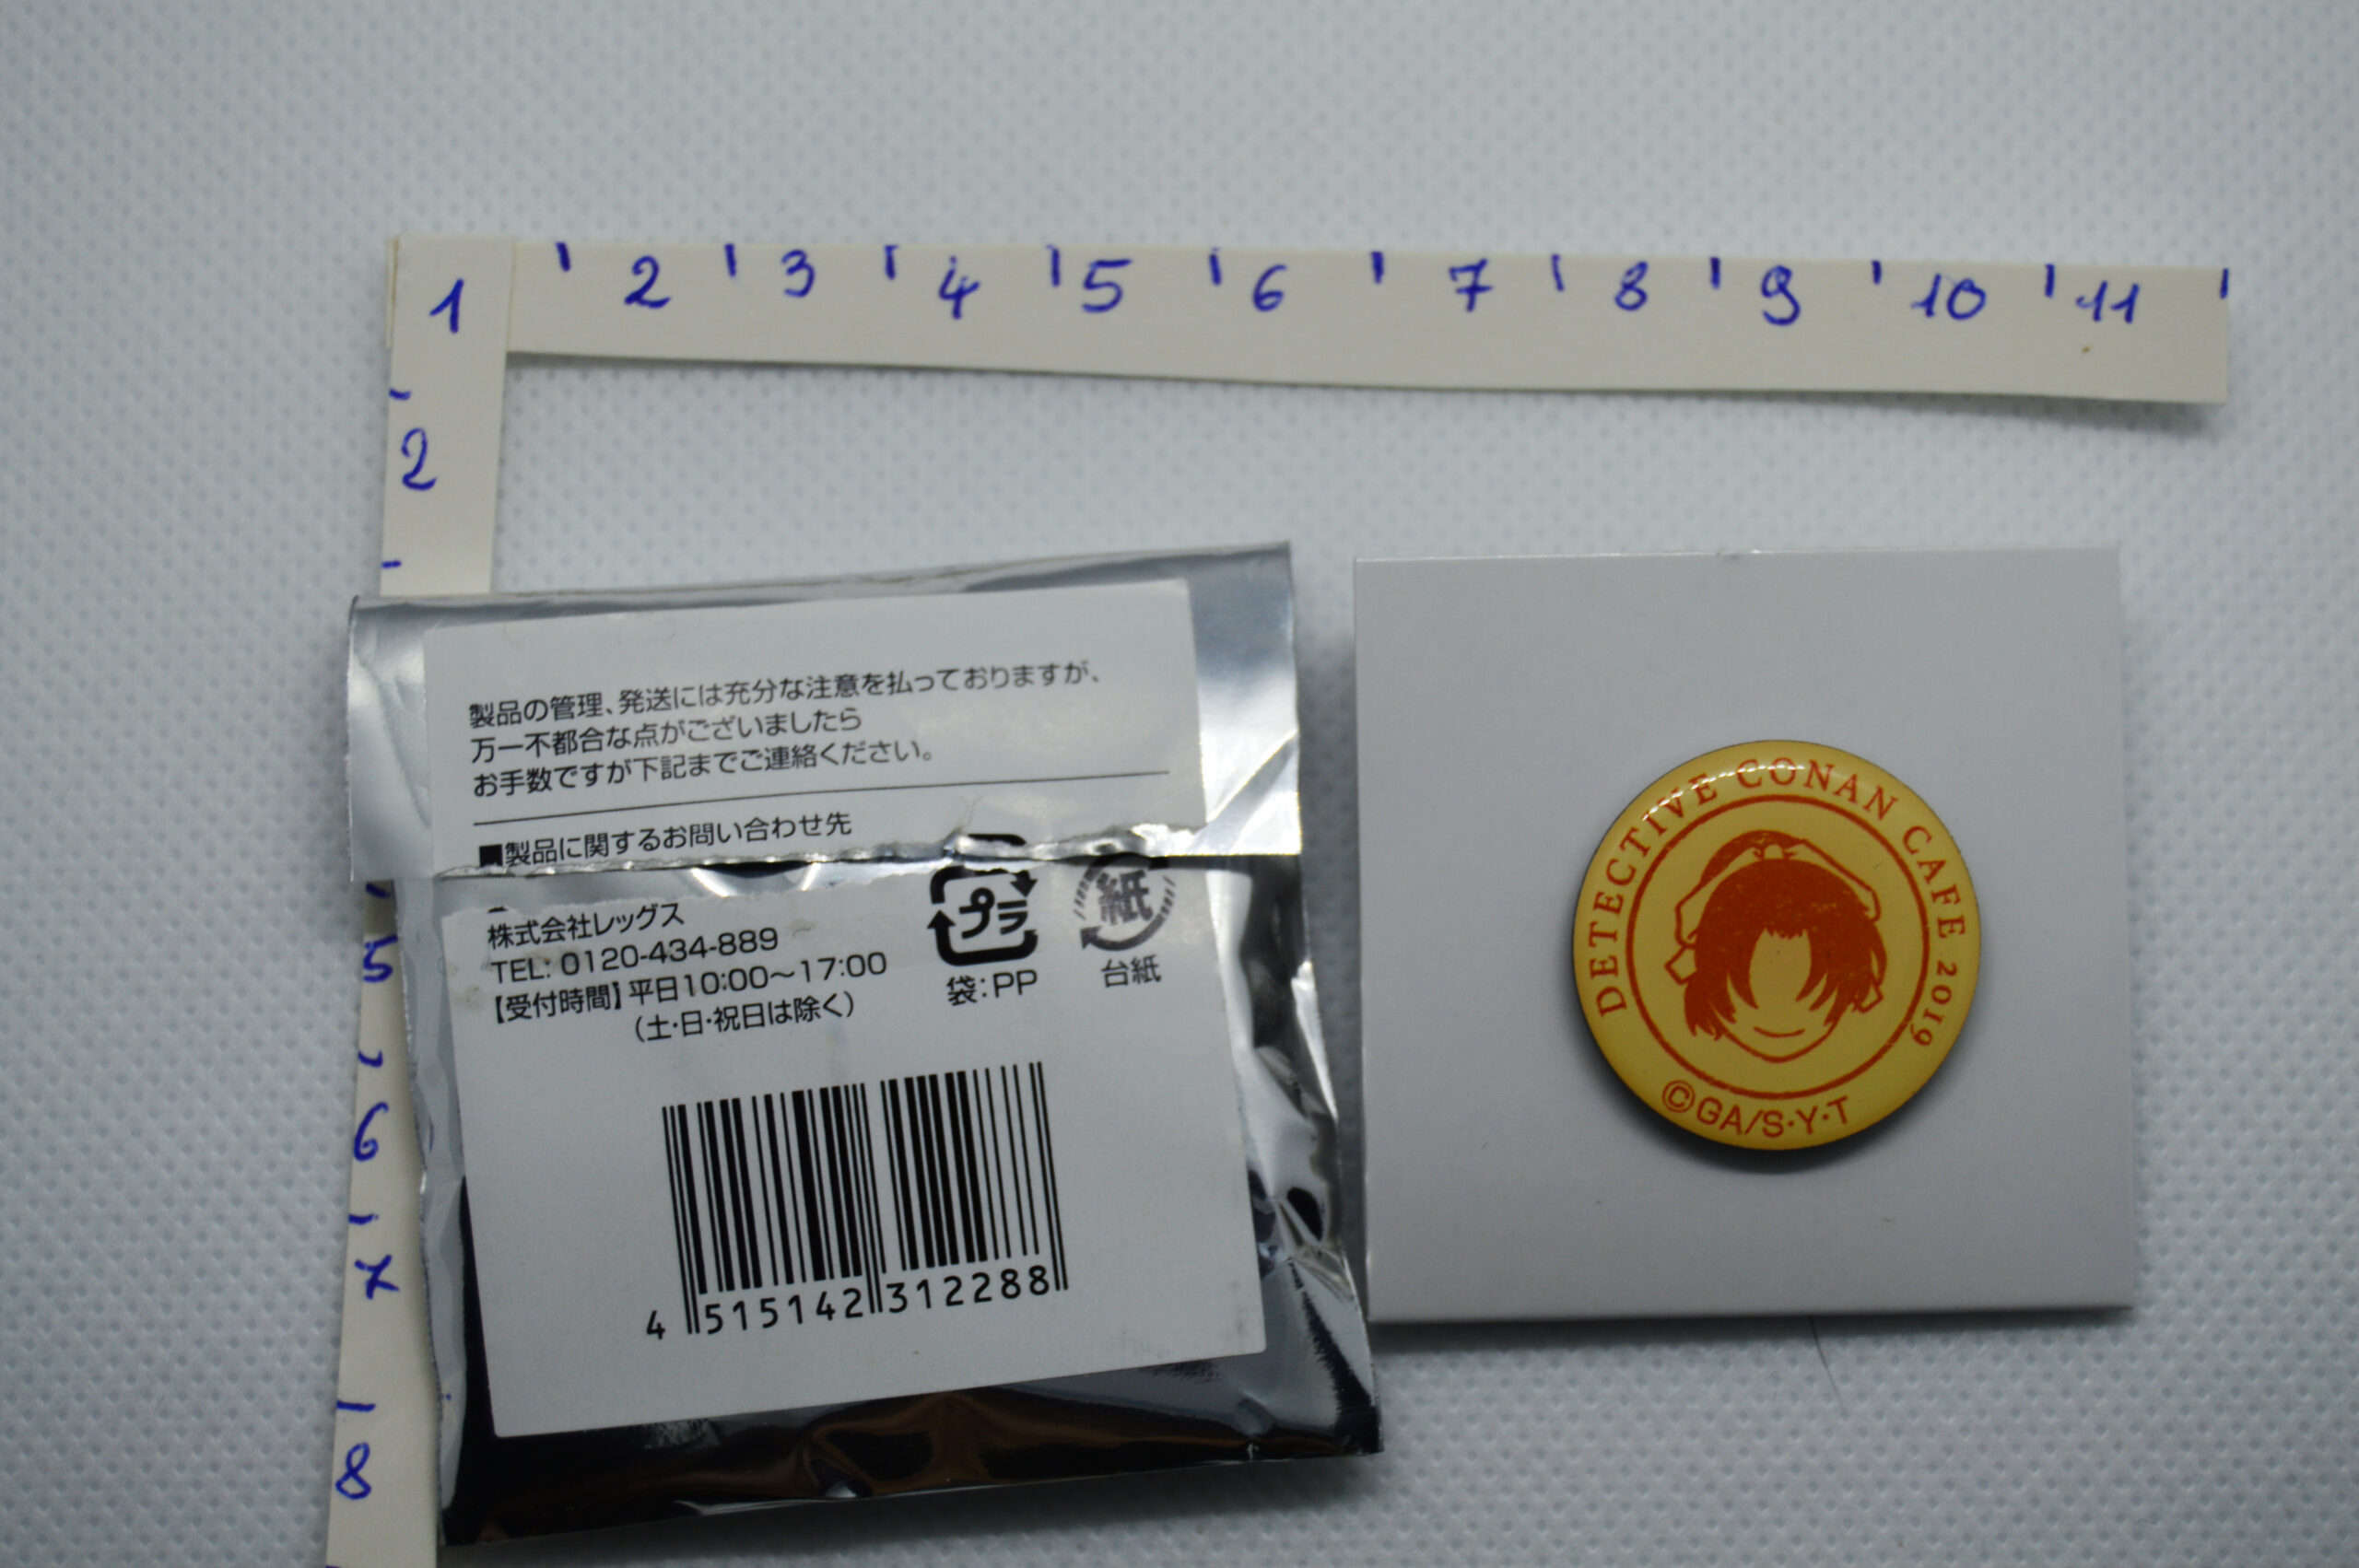 1 2 3 4 5 6 7 8 9 10 11
2
5
6
7
8
製品の管理、発送には充分な注意を払っておりますが、
万一不都合な点がございましたら
お手数ですが下記までご連絡ください。
■製品に関するお問い合わせ先
株式会社レッグス
TEL: 0120-434-889
【受付時間】平日10:00～17:00
(土・日・祝日は除く)
プラ
袋:PP
紙
台紙
4 515142 312288
DETECTIVE CONAN CAFE 2019
©GA/S・Y・T